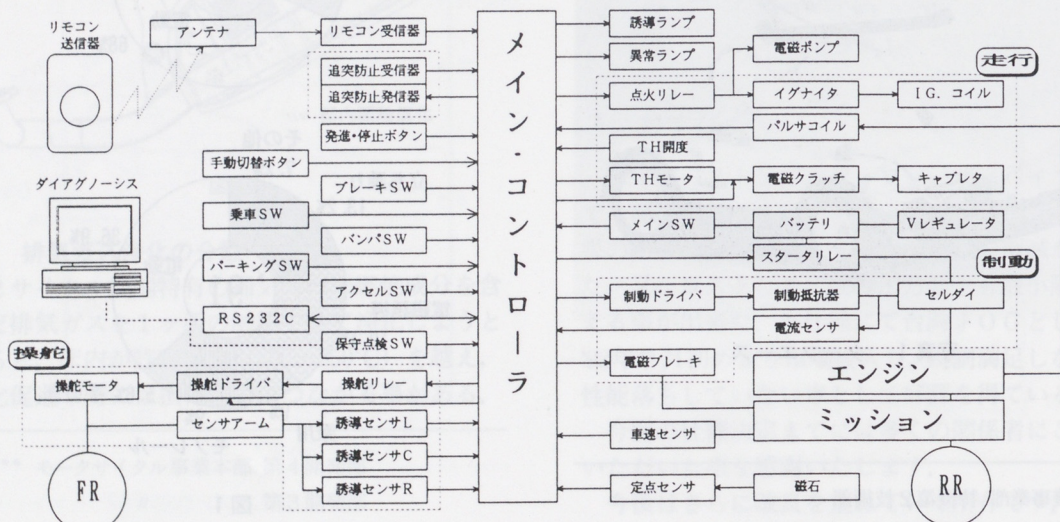 リモコン
送信器
アンテナ
リモコン受信器
追突防止受信器
追突防止発信器
発進・停止ボタン
手動切替ボタン
ダイアグノーシス
ブレーキSW
乗車SW
バンパSW
パーキングSW
アクセルSW
RS232C
保守点検SW
操舵
操舵モータ
操舵ドライバ
操舵リレー
センサアーム
誘導センサL
誘導センサC
誘導センサR
FR
メイン・コントローラ
誘導ランプ
異常ランプ
電磁ポンプ
走行
点火リレー
イグナイタ
IG. コイル
パルサコイル
TH開度
THモータ
電磁クラッチ
キャブレタ
メインSW
バッテリ
Vレギュレータ
スタータリレー
制動
制動ドライバ
制動抵抗器
セルダイ
電流センサ
電磁ブレーキ
エンジン
ミッション
車速センサ
定点センサ
磁石
RR